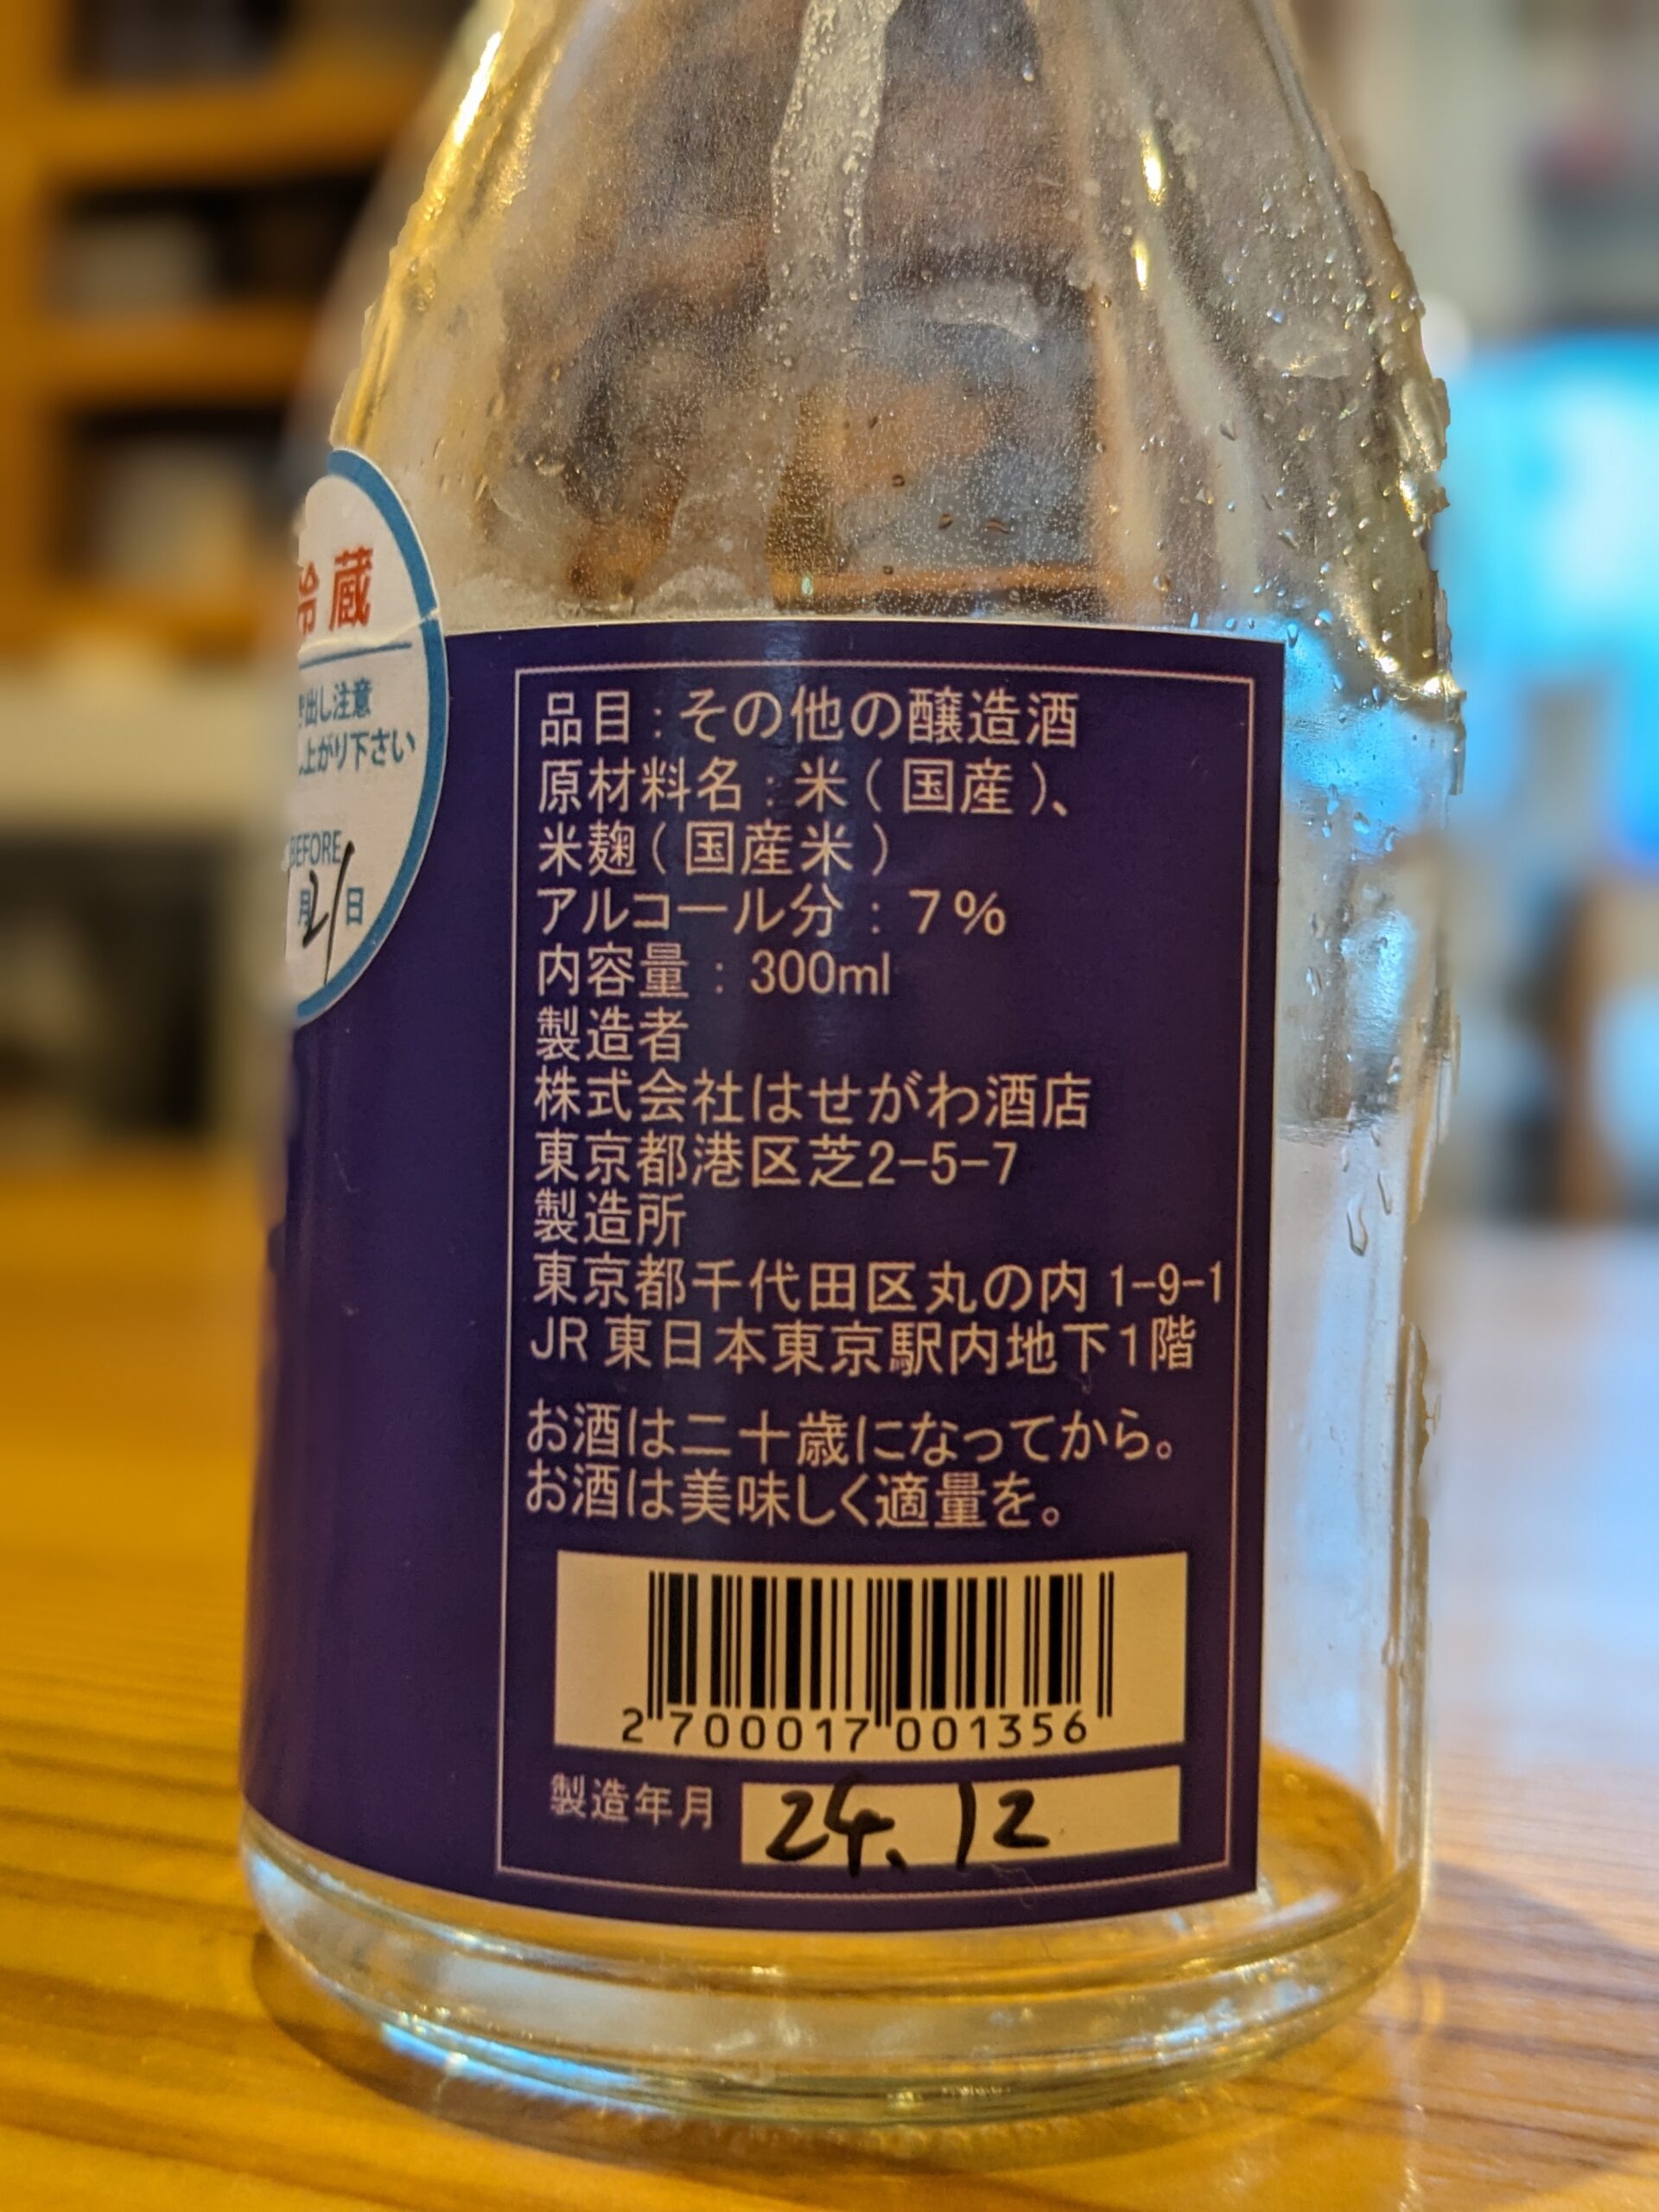 冷蔵
き出し注意
し上がり下さい
BEFORE
月21日
品目:その他の醸造酒
原材料名:米(国産)、
米麹(国産米)
アルコール分:7%
内容量:300ml
製造者
株式会社はせがわ酒店
東京都港区芝2-5-7
製造所
東京都千代田区丸の内1-9-1
JR東日本東京駅内地下1階
お酒は二十歳になってから。
お酒は美味しく適量を。
2700017001356
製造年月 24.12